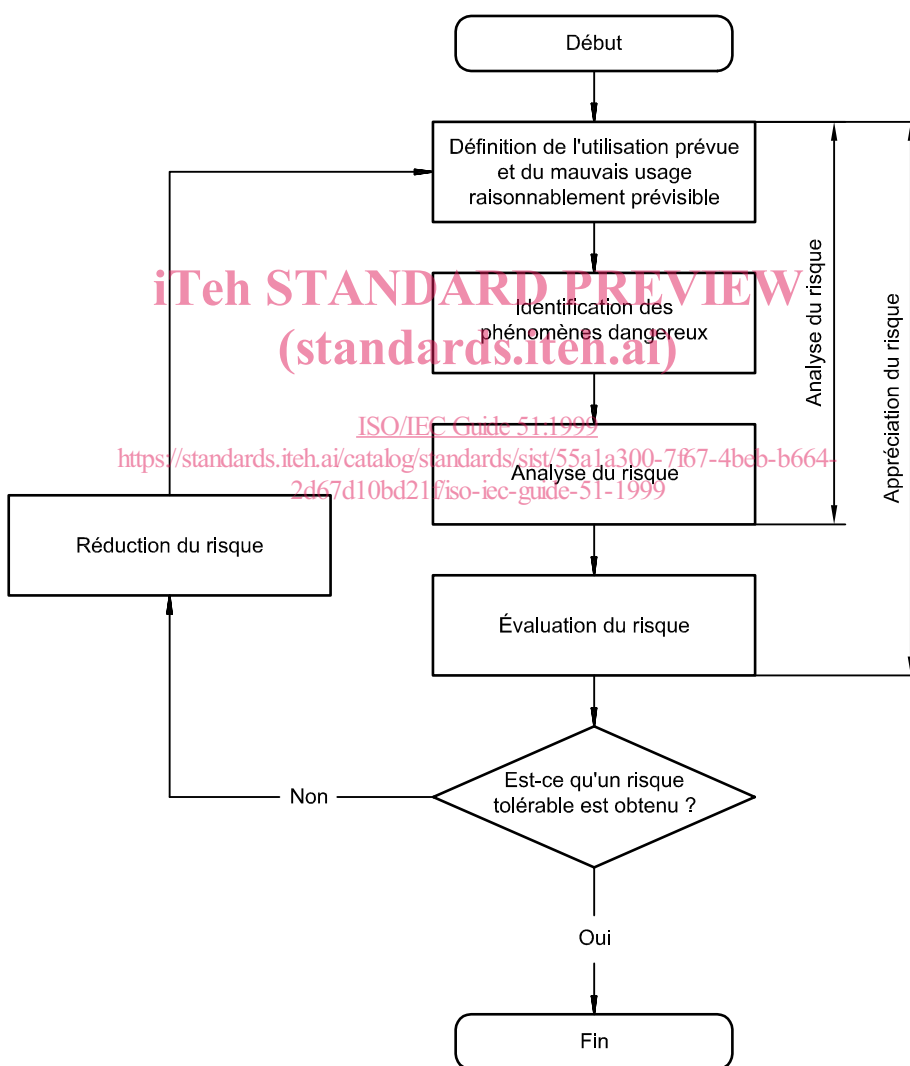 Début
Définition de l'utilisation prévue
et du mauvais usage
raisonnablement prévisible
Analyse du risque
Appréciation du risque
iTeh STANDARD PREVIEW
(standards.iteh.ai)
Identification des
phénomènes dangereux
ISO/IEC Guide 51:1999
https://standards.iteh.ai/catalog/standards/sist/55a1a300-7f67-4beb-b664-
2d67d10bd21f/iso-iec-guide-51-1999
Analyse du risque
Réduction du risque
Évaluation du risque
Est-ce qu'un risque
tolérable est obtenu ?
Non
Oui
Fin